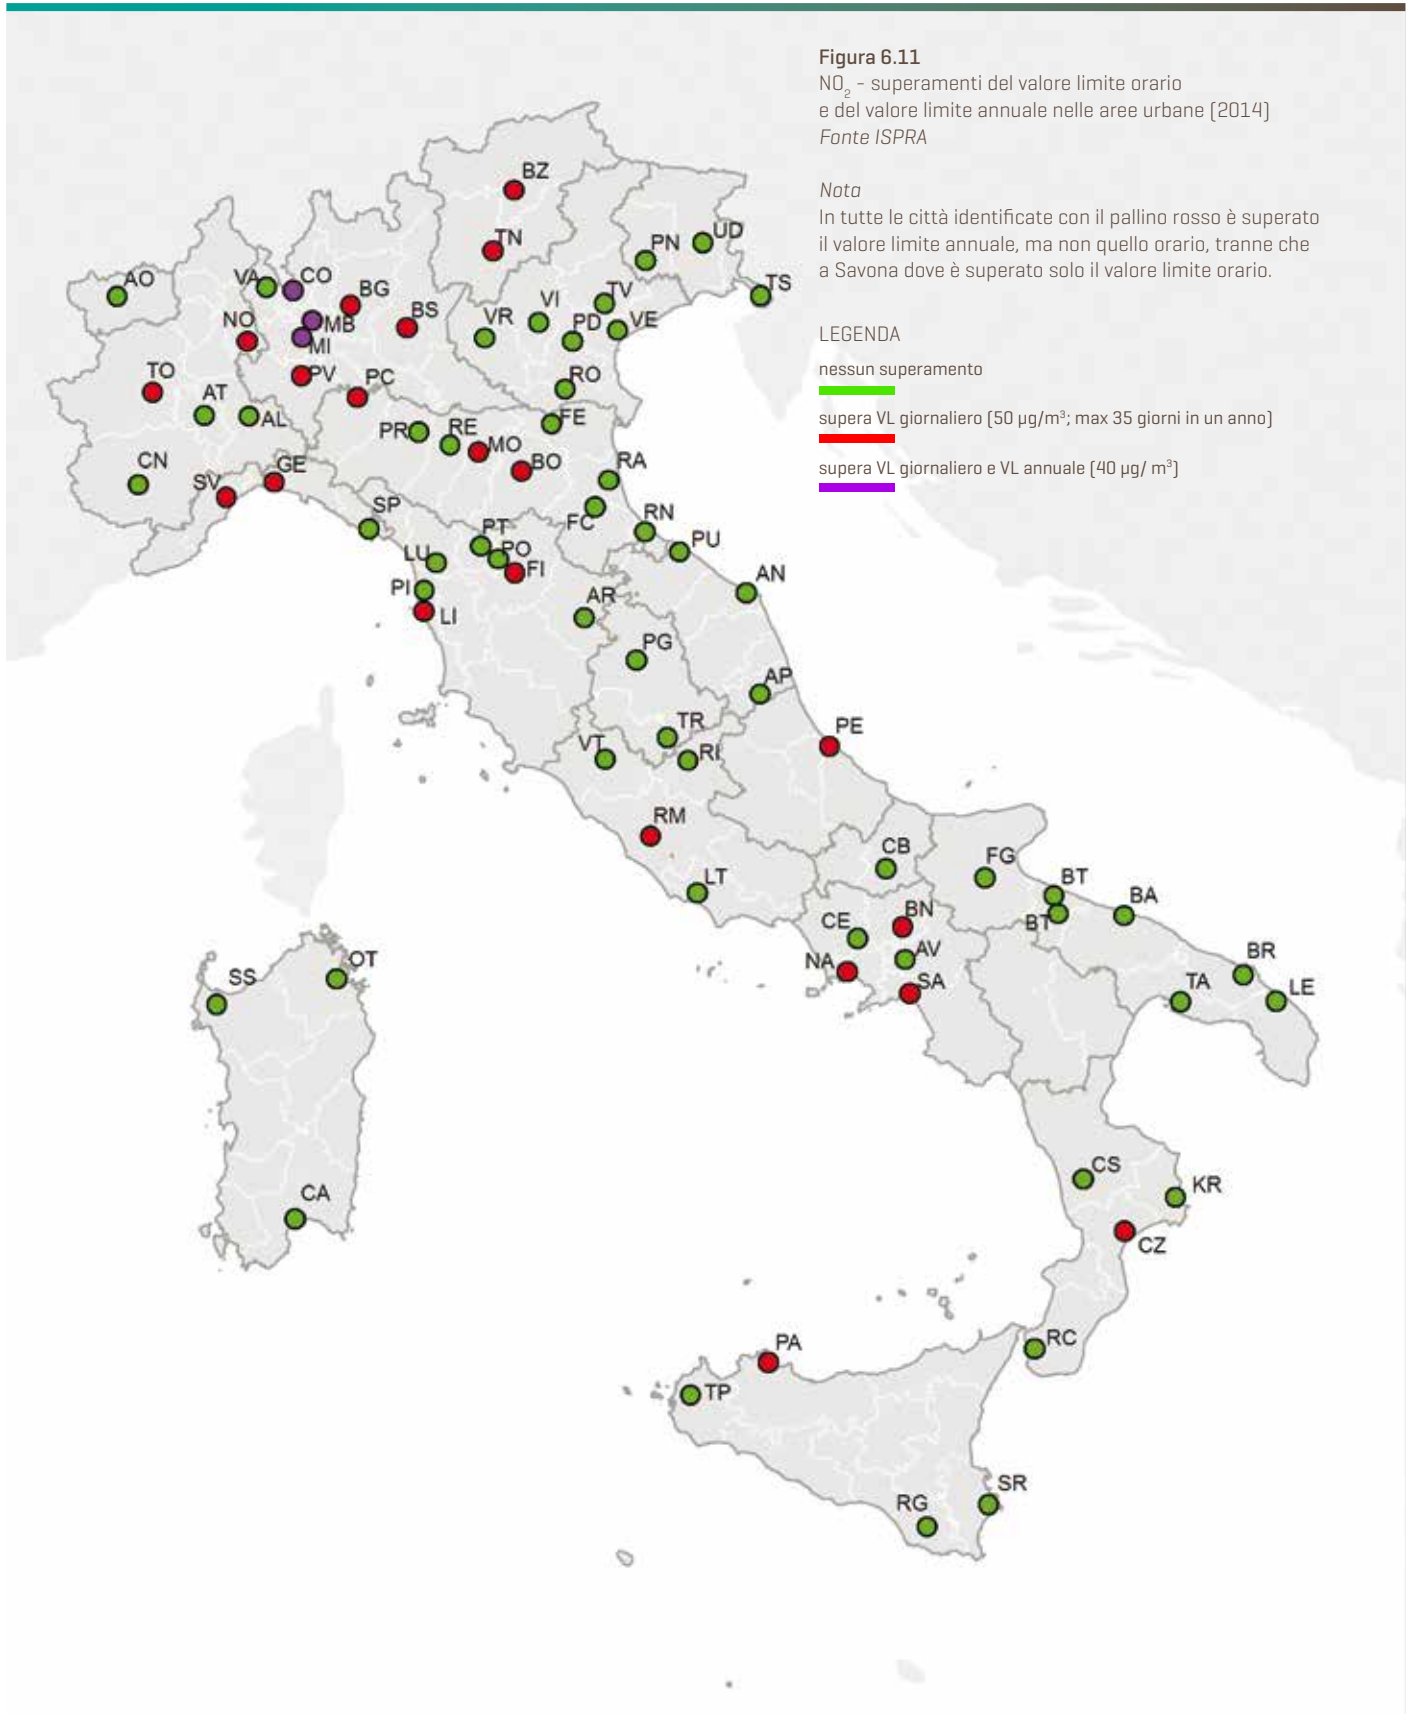 Figura 6.11
NO₂ - superamenti del valore limite orario
e del valore limite annuale nelle aree urbane (2014)
Fonte ISPRA
Nota
In tutte le città identificate con il pallino rosso è superato
il valore limite annuale, ma non quello orario, tranne che
a Savona dove è superato solo il valore limite orario.
LEGENDA
nessun superamento
supera VL giornaliero (50 µg/m³; max 35 giorni in un anno)
supera VL giornaliero e VL annuale (40 µg/ m³)
BZ
TN
UD
PN
AO
VA
CO
BG
BS
TS
TV
VI
VR
PD
VE
NO
MB
MI
TO
PV
PC
RO
AT
AL
FE
PR
RE
MO
BO
CN
GE
SV
RA
SP
FC
RN
PT
PO
PU
LU
FI
AN
PI
AR
LI
PG
AP
TR
PE
VT
RI
RM
CB
FG
LT
BT
BA
BN
CE
BT
AV
BR
NA
OT
SS
SA
TA
LE
CS
KR
CA
CZ
RC
PA
TP
SR
RG